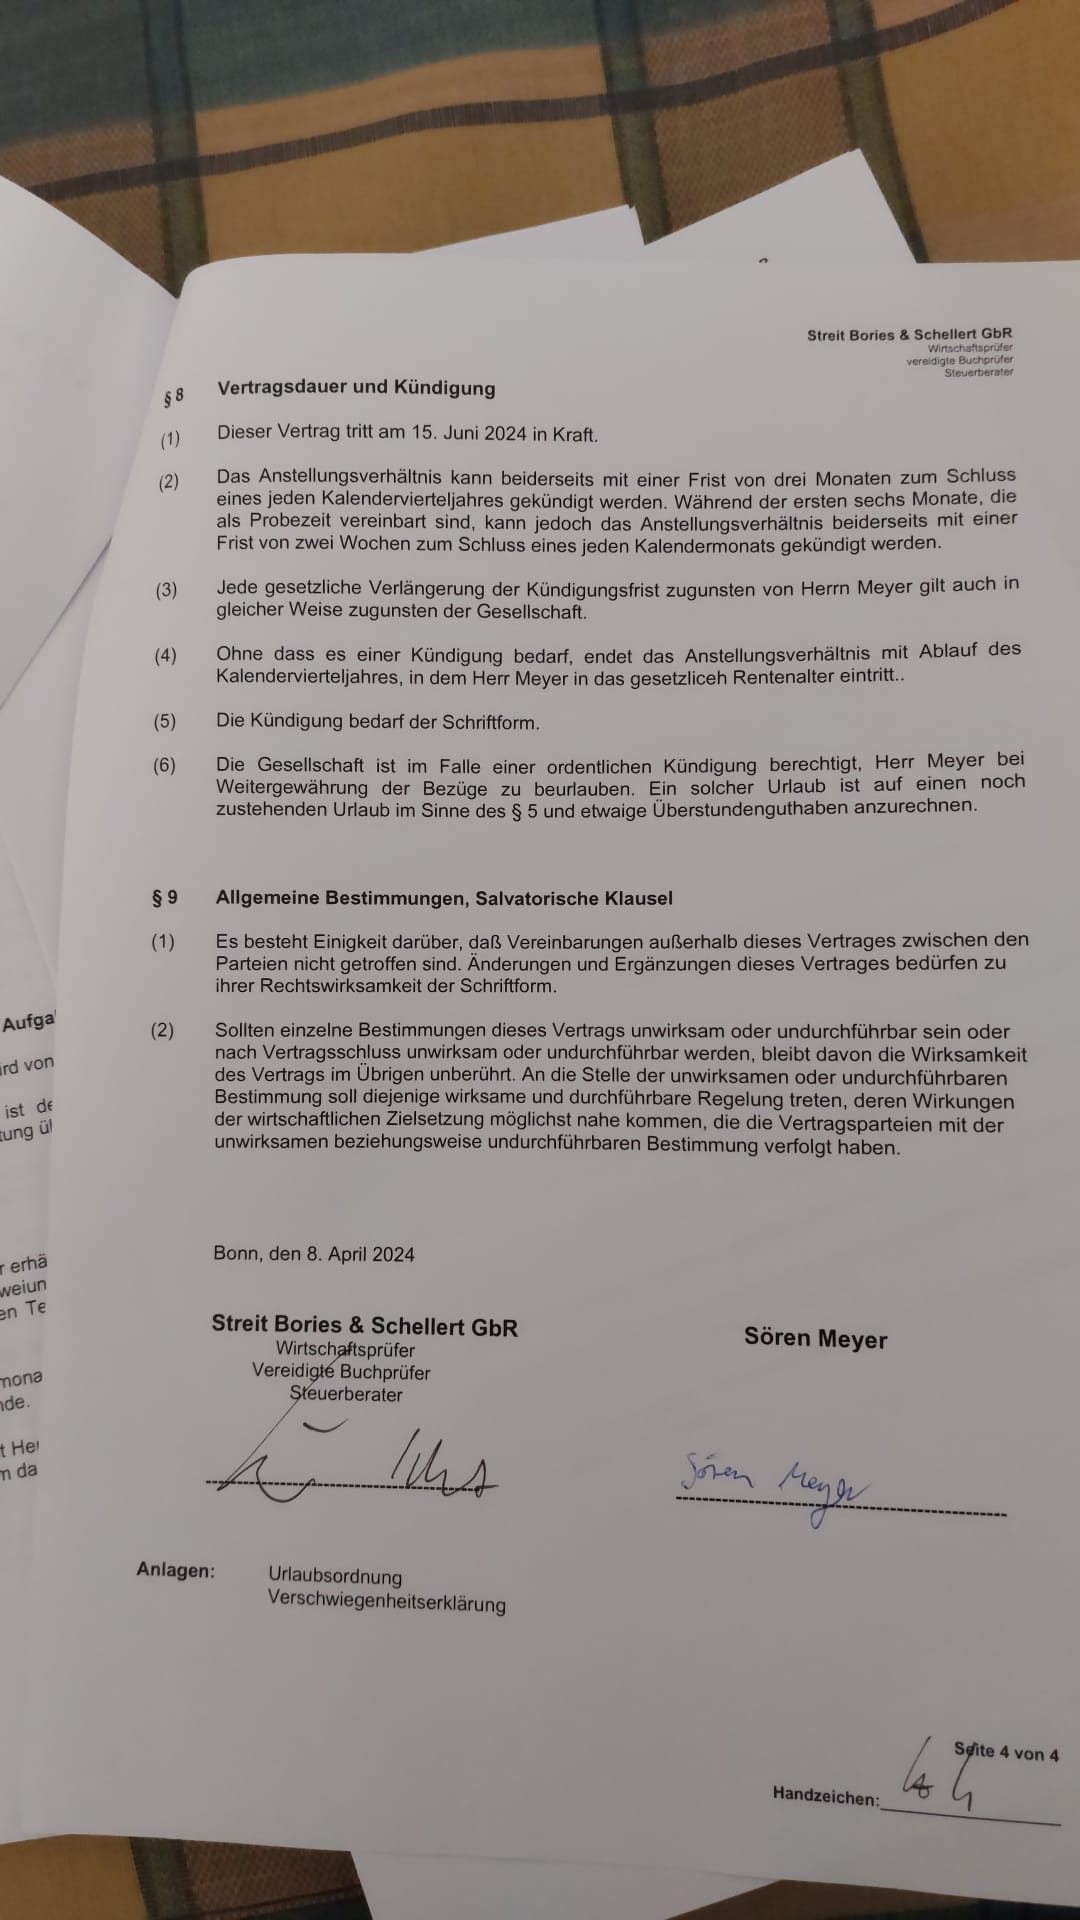 Streit Bories & Schellert GbR
Wirtschaftsprüfer
vereidigte Buchprüfer
Steuerberater
§ 8 Vertragsdauer und Kündigung
(1) Dieser Vertrag tritt am 15. Juni 2024 in Kraft.
(2) Das Anstellungsverhältnis kann beiderseits mit einer Frist von drei Monaten zum Schluss
eines jeden Kalendervierteljahres gekündigt werden. Während der ersten sechs Monate, die
als Probezeit vereinbart sind, kann jedoch das Anstellungsverhältnis beiderseits mit einer
Frist von zwei Wochen zum Schluss eines jeden Kalendermonats gekündigt werden.
(3) Jede gesetzliche Verlängerung der Kündigungsfrist zugunsten von Herrn Meyer gilt auch in
gleicher Weise zugunsten der Gesellschaft.
(4) Ohne dass es einer Kündigung bedarf, endet das Anstellungsverhältnis mit Ablauf des
Kalendervierteljahres, in dem Herr Meyer in das gesetzliceh Rentenalter eintritt..
(5) Die Kündigung bedarf der Schriftform.
(6) Die Gesellschaft ist im Falle einer ordentlichen Kündigung berechtigt, Herr Meyer bei
Weitergewährung der Bezüge zu beurlauben. Ein solcher Urlaub ist auf einen noch
zustehenden Urlaub im Sinne des § 5 und etwaige Überstundenguthaben anzurechnen.
§ 9 Allgemeine Bestimmungen, Salvatorische Klausel
(1) Es besteht Einigkeit darüber, daß Vereinbarungen außerhalb dieses Vertrages zwischen den
Parteien nicht getroffen sind. Änderungen und Ergänzungen dieses Vertrages bedürfen zu
ihrer Rechtswirksamkeit der Schriftform.
(2) Sollten einzelne Bestimmungen dieses Vertrags unwirksam oder undurchführbar sein oder
nach Vertragsschluss unwirksam oder undurchführbar werden, bleibt davon die Wirksamkeit
des Vertrags im Übrigen unberührt. An die Stelle der unwirksamen oder undurchführbaren
Bestimmung soll diejenige wirksame und durchführbare Regelung treten, deren Wirkungen
der wirtschaftlichen Zielsetzung möglichst nahe kommen, die die Vertragsparteien mit der
unwirksamen beziehungsweise undurchführbaren Bestimmung verfolgt haben.
Bonn, den 8. April 2024
Streit Bories & Schellert GbR
Wirtschaftsprüfer
Vereidigte Buchprüfer
Steuerberater
Sören Meyer
Sören Meyer
Anlagen: Urlaubsordnung
Verschwiegenheitserklärung
Seite 4 von 4
Handzeichen:
Aufga
ird von
ist de
tung ül
r erhä
weiun
en Te
mona
nde.
t Her
m da